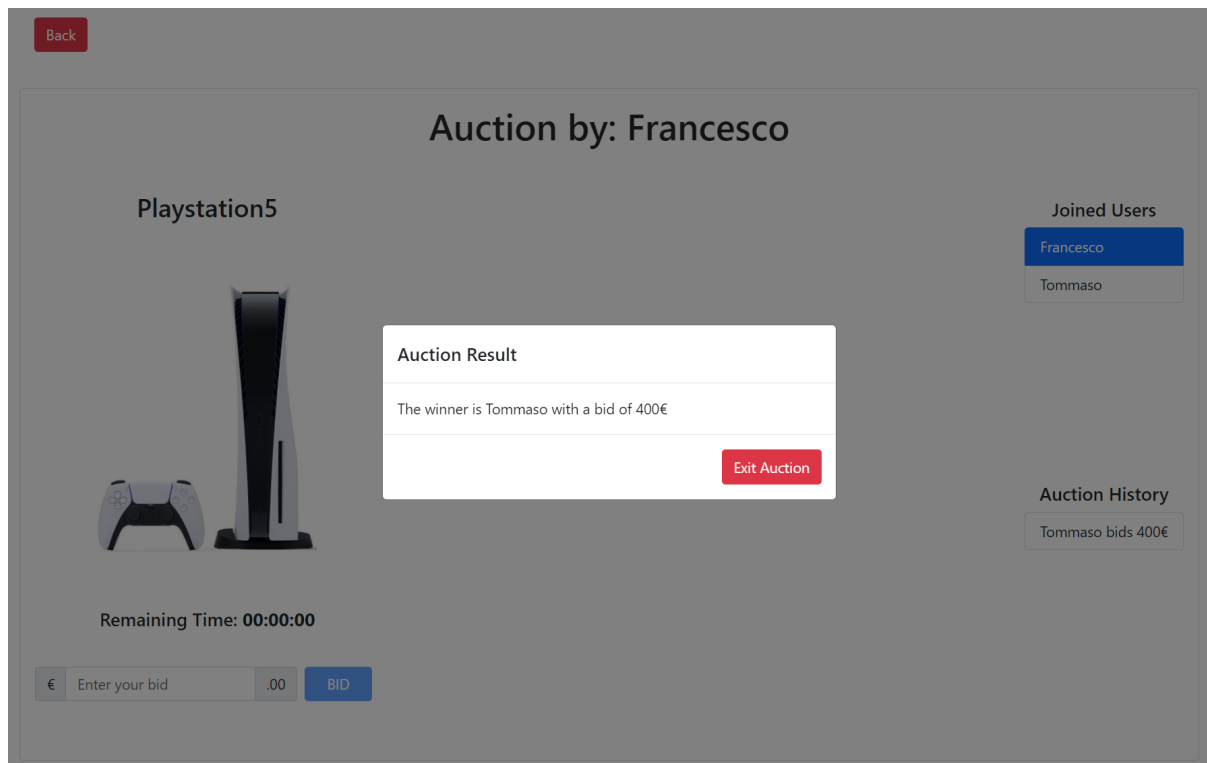 Back
Auction by: Francesco
Playstation5
Joined Users
Francesco
Tommaso
Auction Result
The winner is Tommaso with a bid of 400€
Exit Auction
Auction History
Tommaso bids 400€
Remaining Time: 00:00:00
€ Enter your bid .00 BID